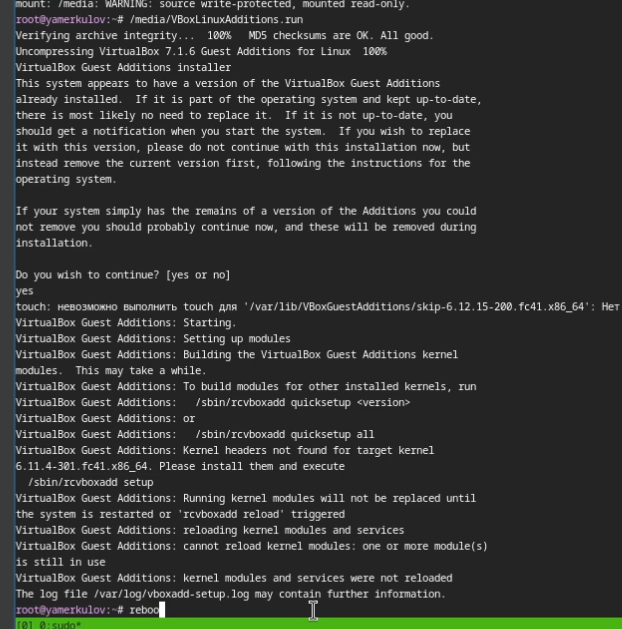 mount: /media: WARNING: source write-protected, mounted read-only.
root@yamerkulov:~# /media/VBoxLinuxAdditions.run
Verifying archive integrity...  100%   MD5 checksums are OK. All good.
Uncompressing VirtualBox 7.1.6 Guest Additions for Linux  100%
VirtualBox Guest Additions installer
This system appears to have a version of the VirtualBox Guest Additions
already installed.  If it is part of the operating system and kept up-to-date,
there is most likely no need to replace it.  If it is not up-to-date, you
should get a notification when you start the system.  If you wish to replace
it with this version, please do not continue with this installation now, but
instead remove the current version first, following the instructions for the
operating system.
If your system simply has the remains of a version of the Additions you could
not remove you should probably continue now, and these will be removed during
installation.
Do you wish to continue? [yes or no]
yes
touch: невозможно выполнить touch для '/var/lib/VBoxGuestAdditions/skip-6.12.15-200.fc41.x86_64': Нет
VirtualBox Guest Additions: Starting.
VirtualBox Guest Additions: Setting up modules
VirtualBox Guest Additions: Building the VirtualBox Guest Additions kernel
modules.  This may take a while.
VirtualBox Guest Additions: To build modules for other installed kernels, run
VirtualBox Guest Additions:   /sbin/rcvboxadd quicksetup <version>
VirtualBox Guest Additions: or
VirtualBox Guest Additions:   /sbin/rcvboxadd quicksetup all
VirtualBox Guest Additions: Kernel headers not found for target kernel
6.11.4-301.fc41.x86_64. Please install them and execute
  /sbin/rcvboxadd setup
VirtualBox Guest Additions: Running kernel modules will not be replaced until
the system is restarted or 'rcvboxadd reload' triggered
VirtualBox Guest Additions: reloading kernel modules and services
VirtualBox Guest Additions: cannot reload kernel modules: one or more module(s)
is still in use
VirtualBox Guest Additions: kernel modules and services were not reloaded
The log file /var/log/vboxadd-setup.log may contain further information.
root@yamerkulov:~# reboo
[0] 0:sudo*